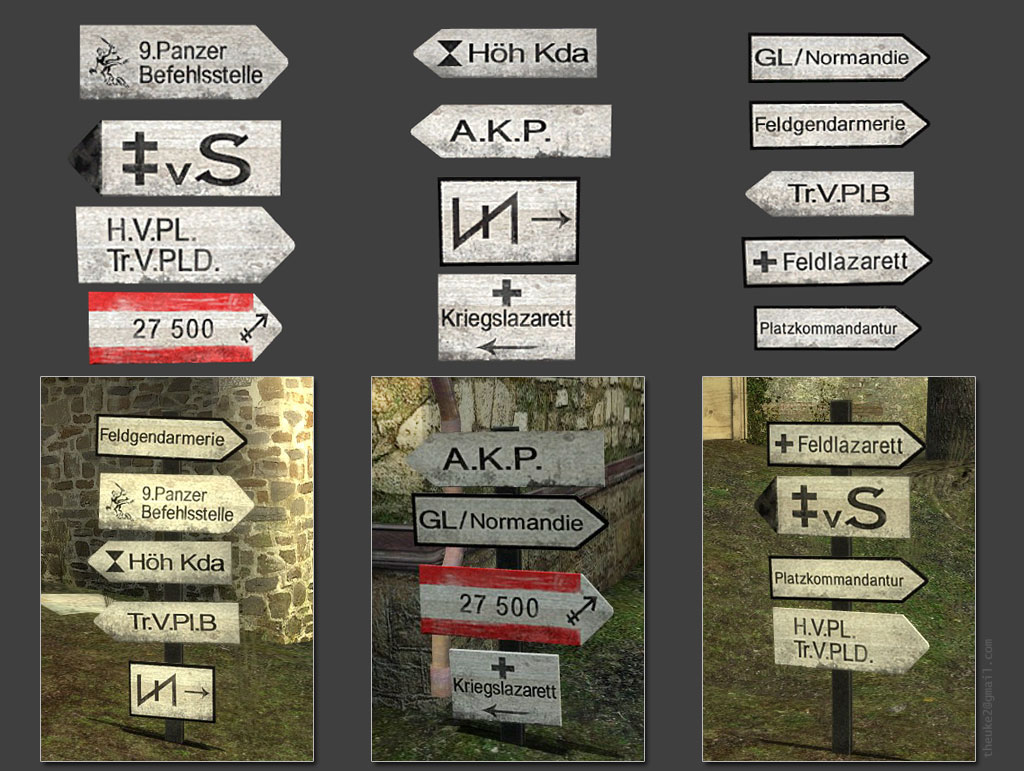 9.Panzer
Befehlsstelle
‡vS
H.V.PL.
Tr.V.PLD.
27 500
Höh Kda
A.K.P.
Kriegslazarett
GL/Normandie
Feldgendarmerie
Tr.V.Pl.B
Feldlazarett
Platzkommandantur
Feldgendarmerie
9.Panzer
Befehlsstelle
Höh Kda
Tr.V.Pl.B
A.K.P.
GL/Normandie
27 500
Kriegslazarett
Feldlazarett
‡vS
Platzkommandantur
H.V.PL.
Tr.V.PLD.
theuke2@gmail.com